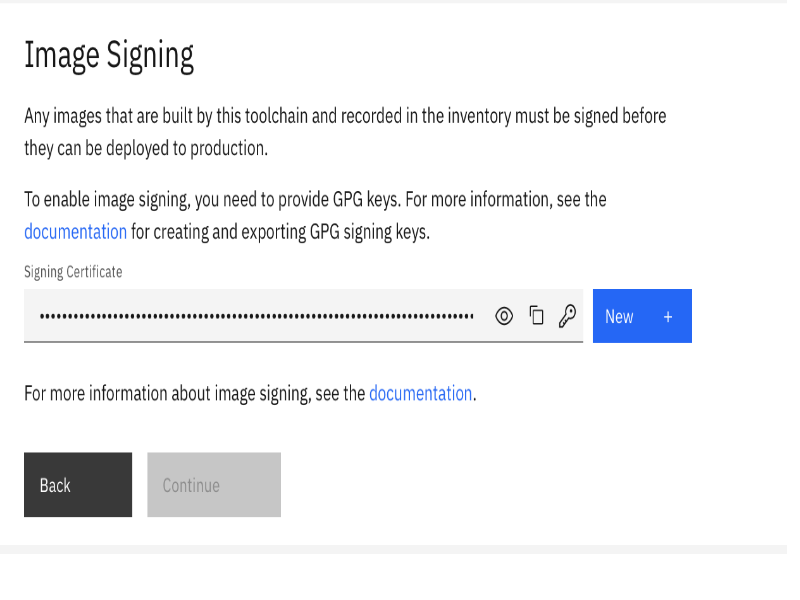 Image Signing
Any images that are built by this toolchain and recorded in the inventory must be signed before
they can be deployed to production.
To enable image signing, you need to provide GPG keys. For more information, see the
documentation for creating and exporting GPG signing keys.
Signing Certificate
New +
For more information about image signing, see the documentation.
Back
Continue